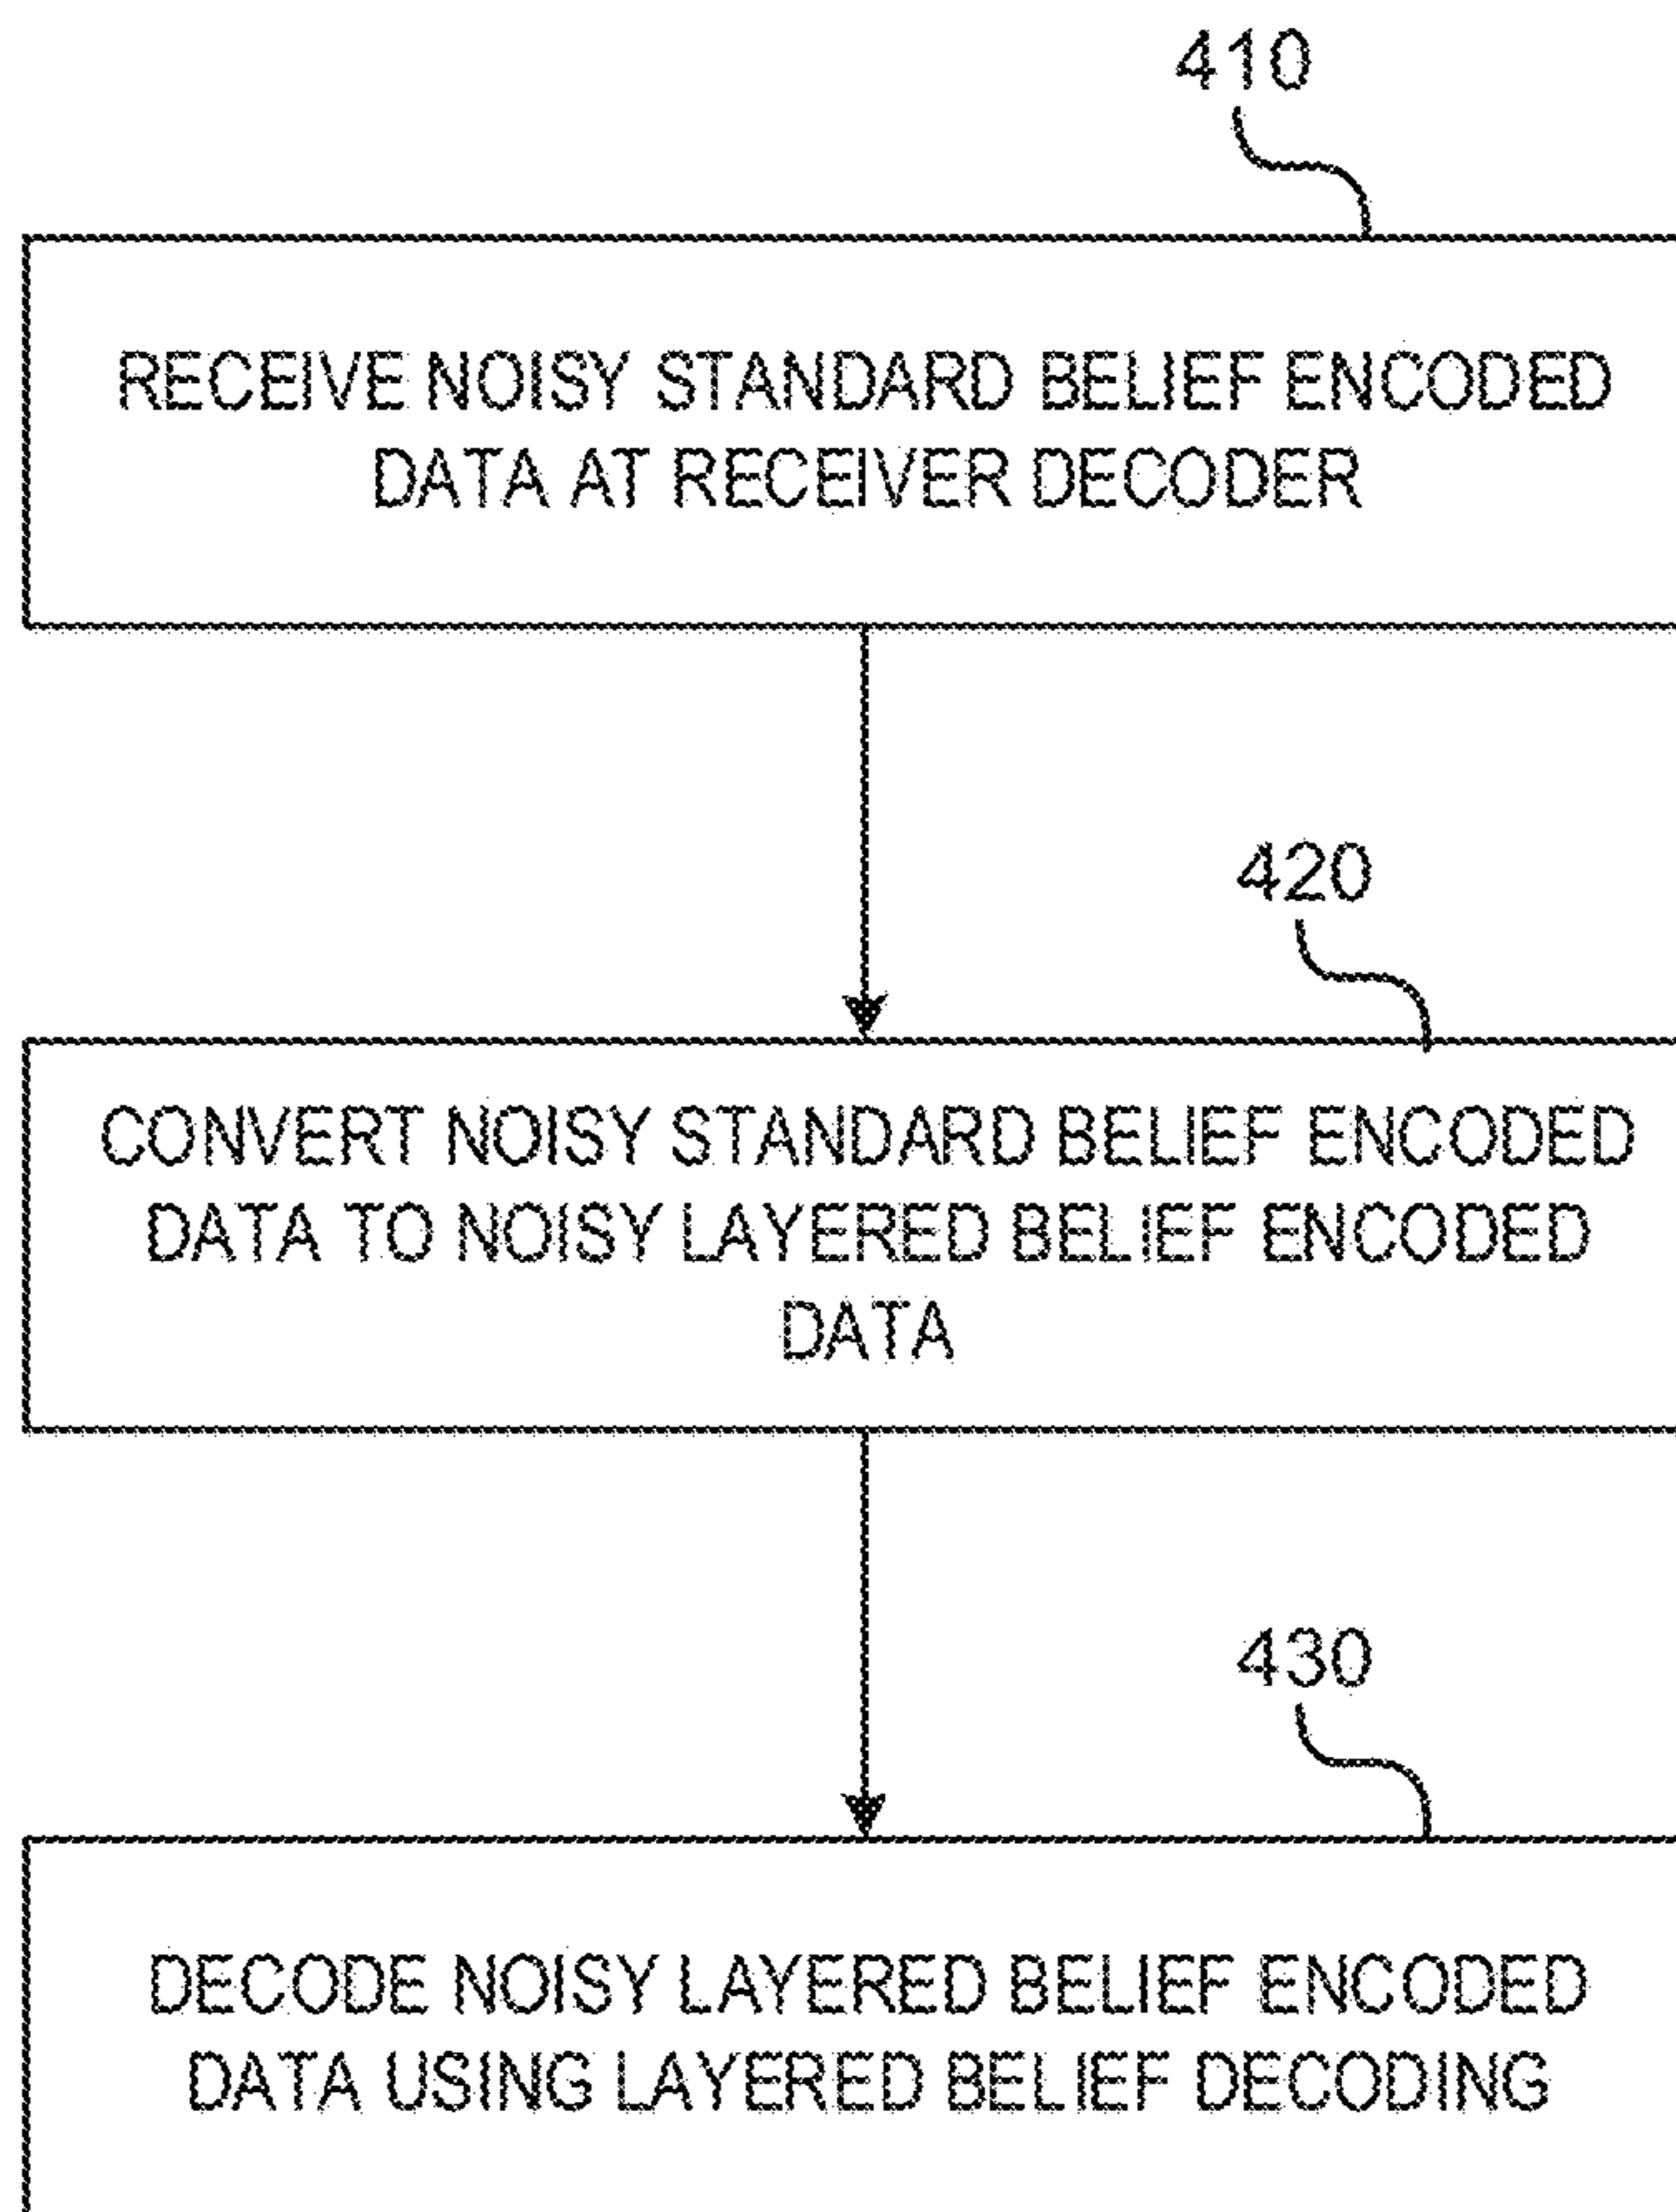 410
RECEIVE NOISY STANDARD BELIEF ENCODED
DATA AT RECEIVER DECODER
420
CONVERT NOISY STANDARD BELIEF ENCODED
DATA TO NOISY LAYERED BELIEF ENCODED
DATA
430
DECODE NOISY LAYERED BELIEF ENCODED
DATA USING LAYERED BELIEF DECODING